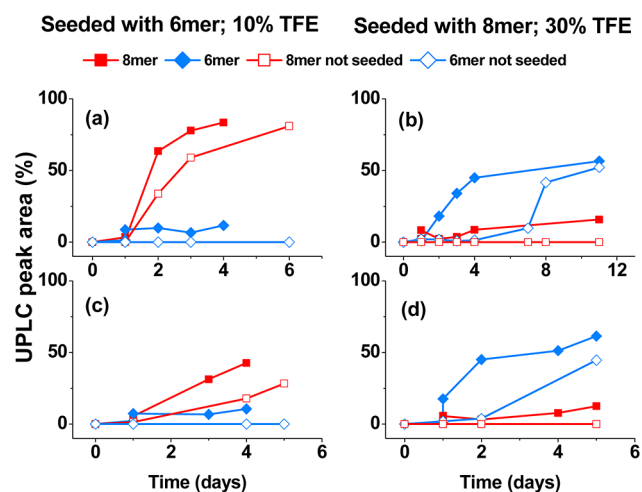 Seeded with 6mer; 10% TFE Seeded with 8mer; 30% TFE
8mer 6mer 8mer not seeded 6mer not seeded
UPLC peak area (%)
100
50
0
(a)
0 2 4 6
100
50
0
(b)
0 4 8 12
100
50
0
(c)
0 2 4 6
Time (days)
100
50
0
(d)
0 2 4 6
Time (days)